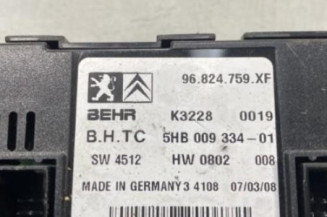 96.824.759.XF
BEHR K3228 0019
B.H.TC 5HB 009 334-01
SW 4512 HW 0802 008
MADE IN GERMANY 3 4108 07/03/08